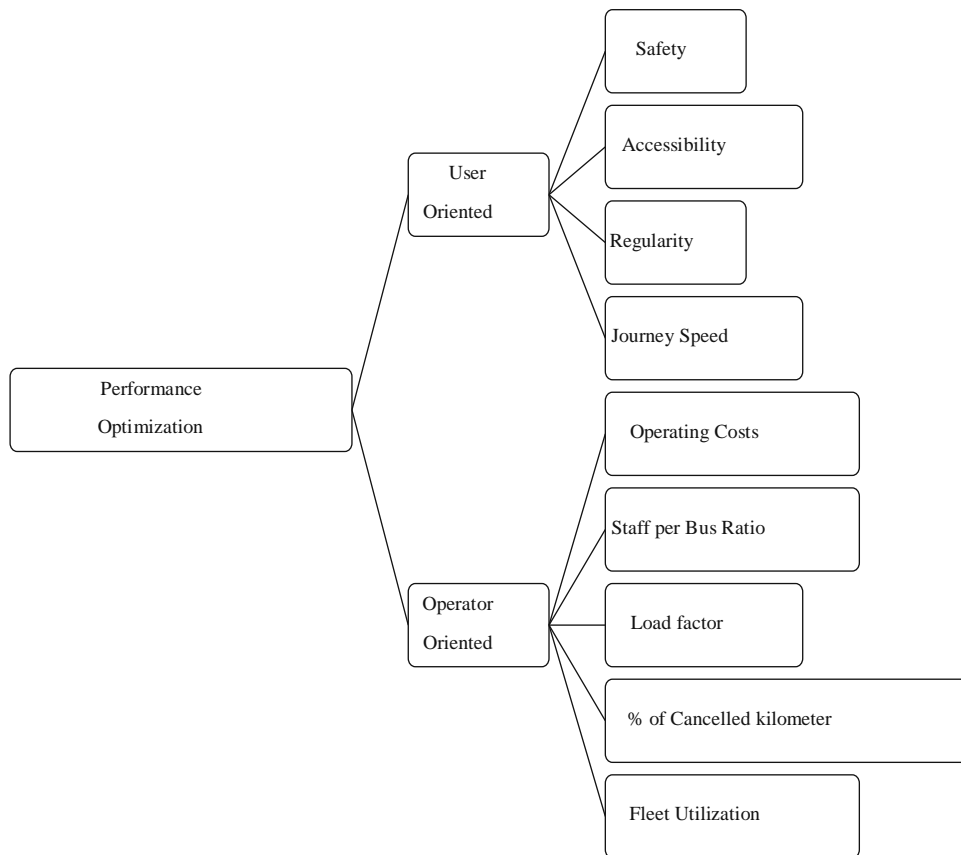 Safety
Accessibility
User
Oriented
Regularity
Journey Speed
Performance
Optimization
Operating Costs
Staff per Bus Ratio
Operator
Oriented
Load factor
% of Cancelled kilometer
Fleet Utilization